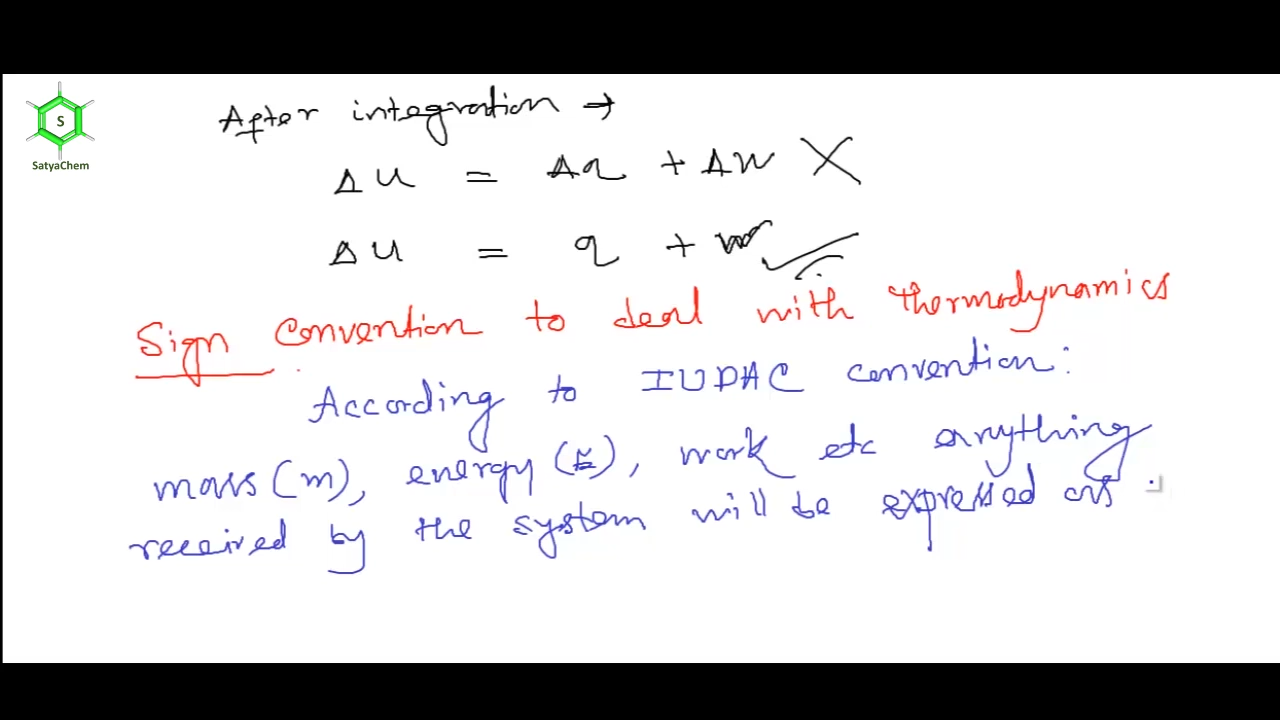 S
SatyaChem
After integration →
ΔU = Δq + Δw ✗
ΔU = q + w ✓
Sign convention to deal with thermodynamics
According to IUPAC convention:
mass (m), energy (E), work etc anything
received by the system will be expressed as